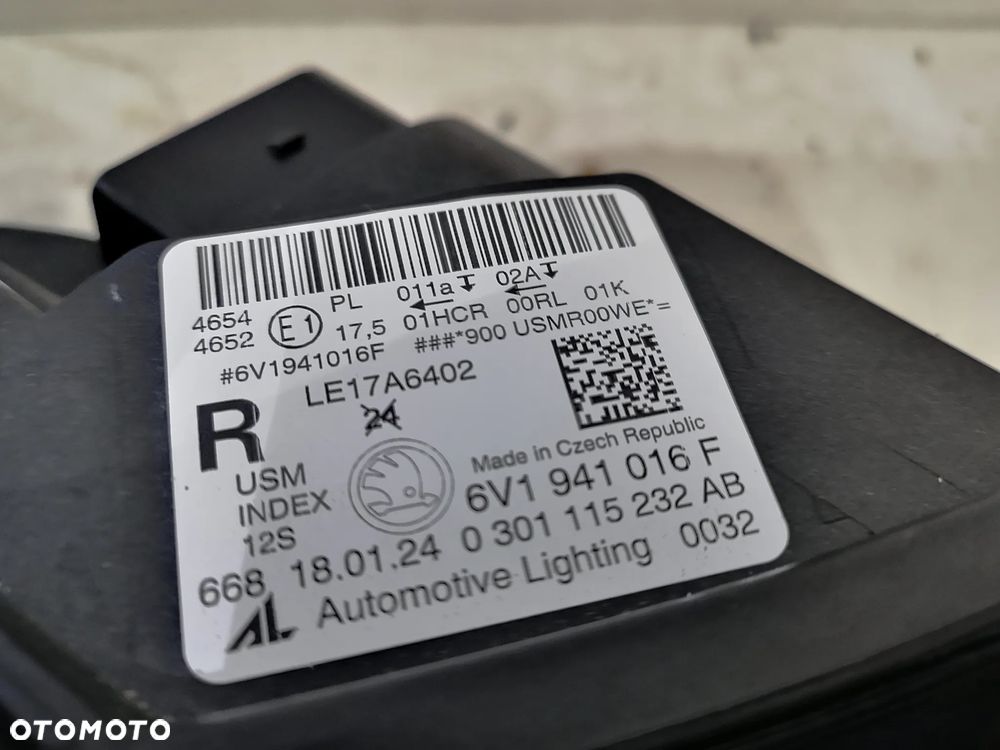 4654 E1 PL 011a 02A
4652 17,5 01HCR 00RL 01K
#6V1941016F ###*900 USMR00WE*=
LE17A6402
R 24
USM
INDEX
12S
Made in Czech Republic
6V1 941 016 F
668 18.01.24 0 301 115 232 AB
AL Automotive Lighting 0032
OTOMOTO